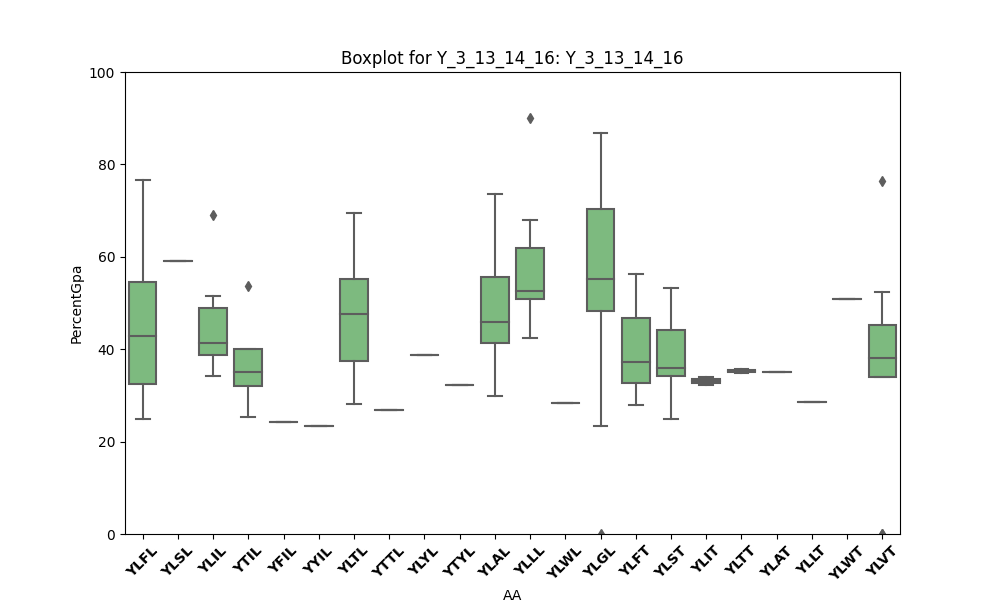 Boxplot for Y_3_13_14_16: Y_3_13_14_16
100
80
60
40
20
0
PercentGpa
YLFL YLSL YLIL YTIL YFIL YYIL YLTL YTTL YLYL YTYL YLAL YLLL YLWL YLGL YLFT YLST YLIT YLTT YLAT YLLT YLWT YLVT
AA